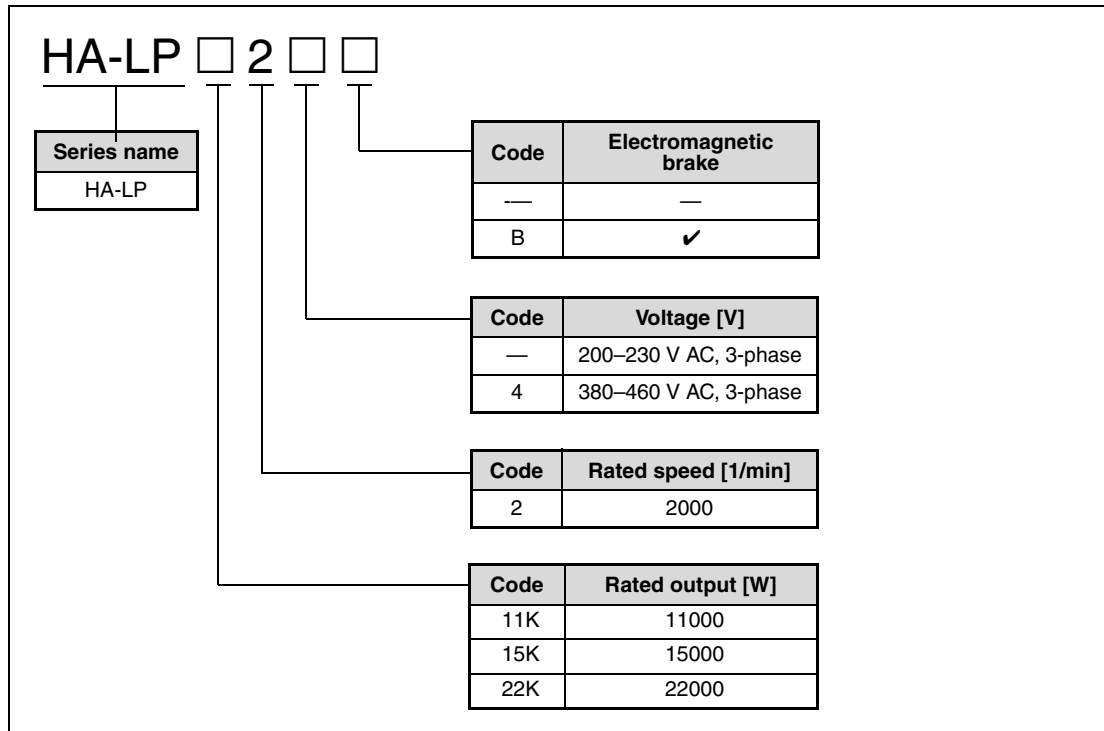 HA-LP □ 2 □ □
Series name
HA-LP
Code Electromagnetic brake
-— —
B ✔
Code Voltage [V]
— 200–230 V AC, 3-phase
4 380–460 V AC, 3-phase
Code Rated speed [1/min]
2 2000
Code Rated output [W]
11K 11000
15K 15000
22K 22000